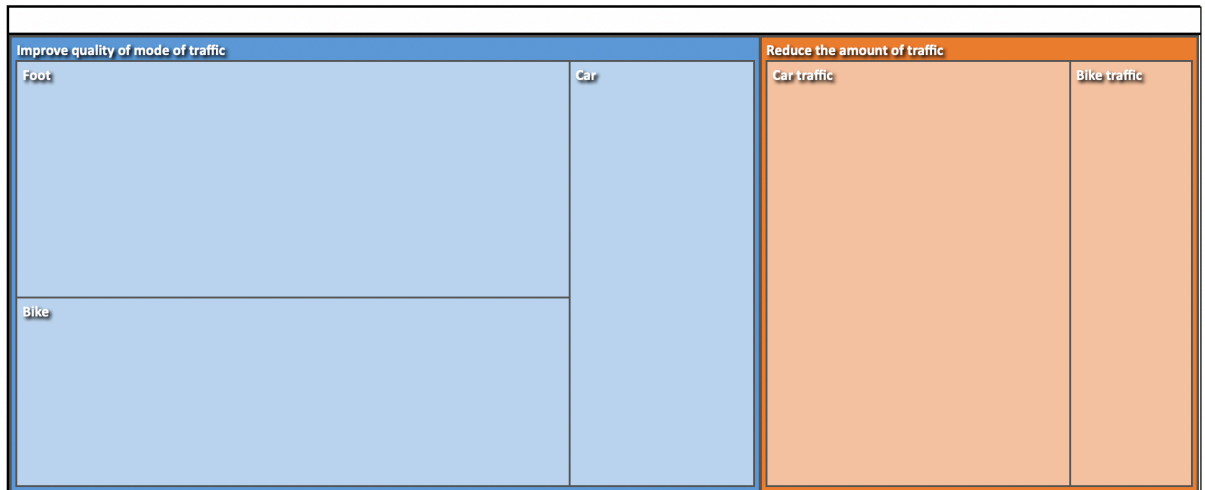 Improve quality of mode of traffic
Foot
Car
Bike
Reduce the amount of traffic
Car traffic
Bike traffic